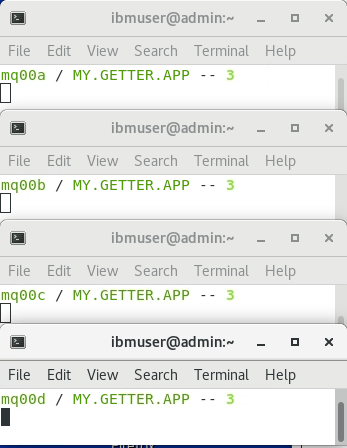 ibmuser@admin:~
File Edit View Search Terminal Help
mq00a / MY.GETTER.APP -- 3
ibmuser@admin:~
File Edit View Search Terminal Help
mq00b / MY.GETTER.APP -- 3
ibmuser@admin:~
File Edit View Search Terminal Help
mq00c / MY.GETTER.APP -- 3
ibmuser@admin:~
File Edit View Search Terminal Help
mq00d / MY.GETTER.APP -- 3